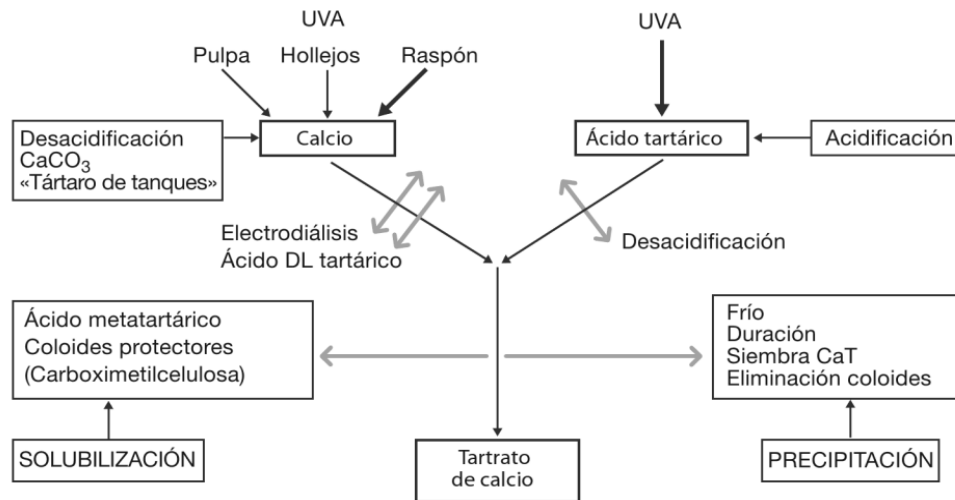 UVA
UVA
Pulpa
Hollejos
Raspón
Desacidificación
CaCO₃
«Tártaro de tanques»
Calcio
Ácido tartárico
Acidificación
Electrodiálisis
Ácido DL tartárico
Desacidificación
Ácido metatartárico
Coloides protectores
(Carboximetilcelulosa)
Frío
Duración
Siembra CaT
Eliminación coloides
SOLUBILIZACIÓN
Tartrato
de calcio
PRECIPITACIÓN